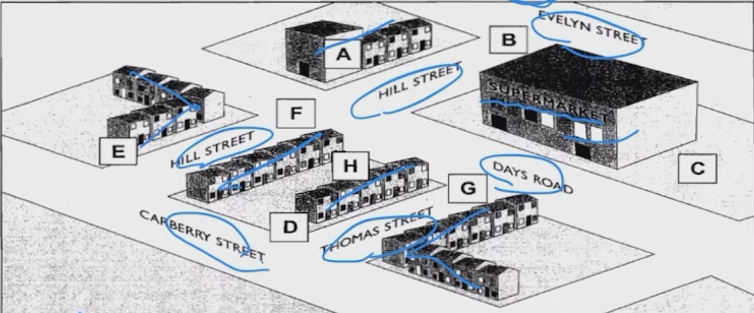 EVELYN STREET
B
A
HILL STREET
SUPERMARKET
F
E
HILL STREET
H
C
G
DAYS ROAD
D
CARBERRY STREET
THOMAS STREET